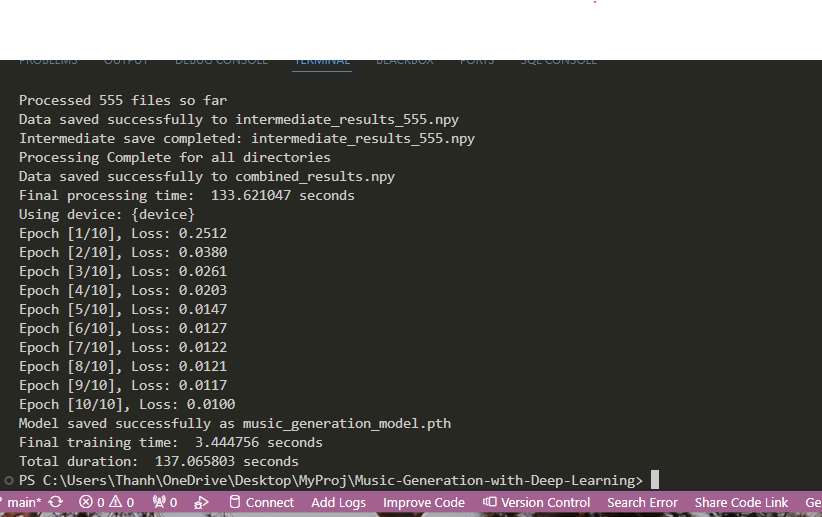 PROBLEMS OUTPUT DEBUG CONSOLE TERMINAL BLACKBOX PORTS SQL CONSOLE
Processed 555 files so far
Data saved successfully to intermediate_results_555.npy
Intermediate save completed: intermediate_results_555.npy
Processing Complete for all directories
Data saved successfully to combined_results.npy
Final processing time:  133.621047 seconds
Using device: {device}
Epoch [1/10], Loss: 0.2512
Epoch [2/10], Loss: 0.0380
Epoch [3/10], Loss: 0.0261
Epoch [4/10], Loss: 0.0203
Epoch [5/10], Loss: 0.0147
Epoch [6/10], Loss: 0.0127
Epoch [7/10], Loss: 0.0122
Epoch [8/10], Loss: 0.0121
Epoch [9/10], Loss: 0.0117
Epoch [10/10], Loss: 0.0100
Model saved successfully as music_generation_model.pth
Final training time:  3.444756 seconds
Total duration:  137.065803 seconds
PS C:\Users\Thanh\OneDrive\Desktop\MyProj\Music-Generation-with-Deep-Learning>
main* 0 0 0 Connect Add Logs Improve Code Version Control Search Error Share Code Link Ge